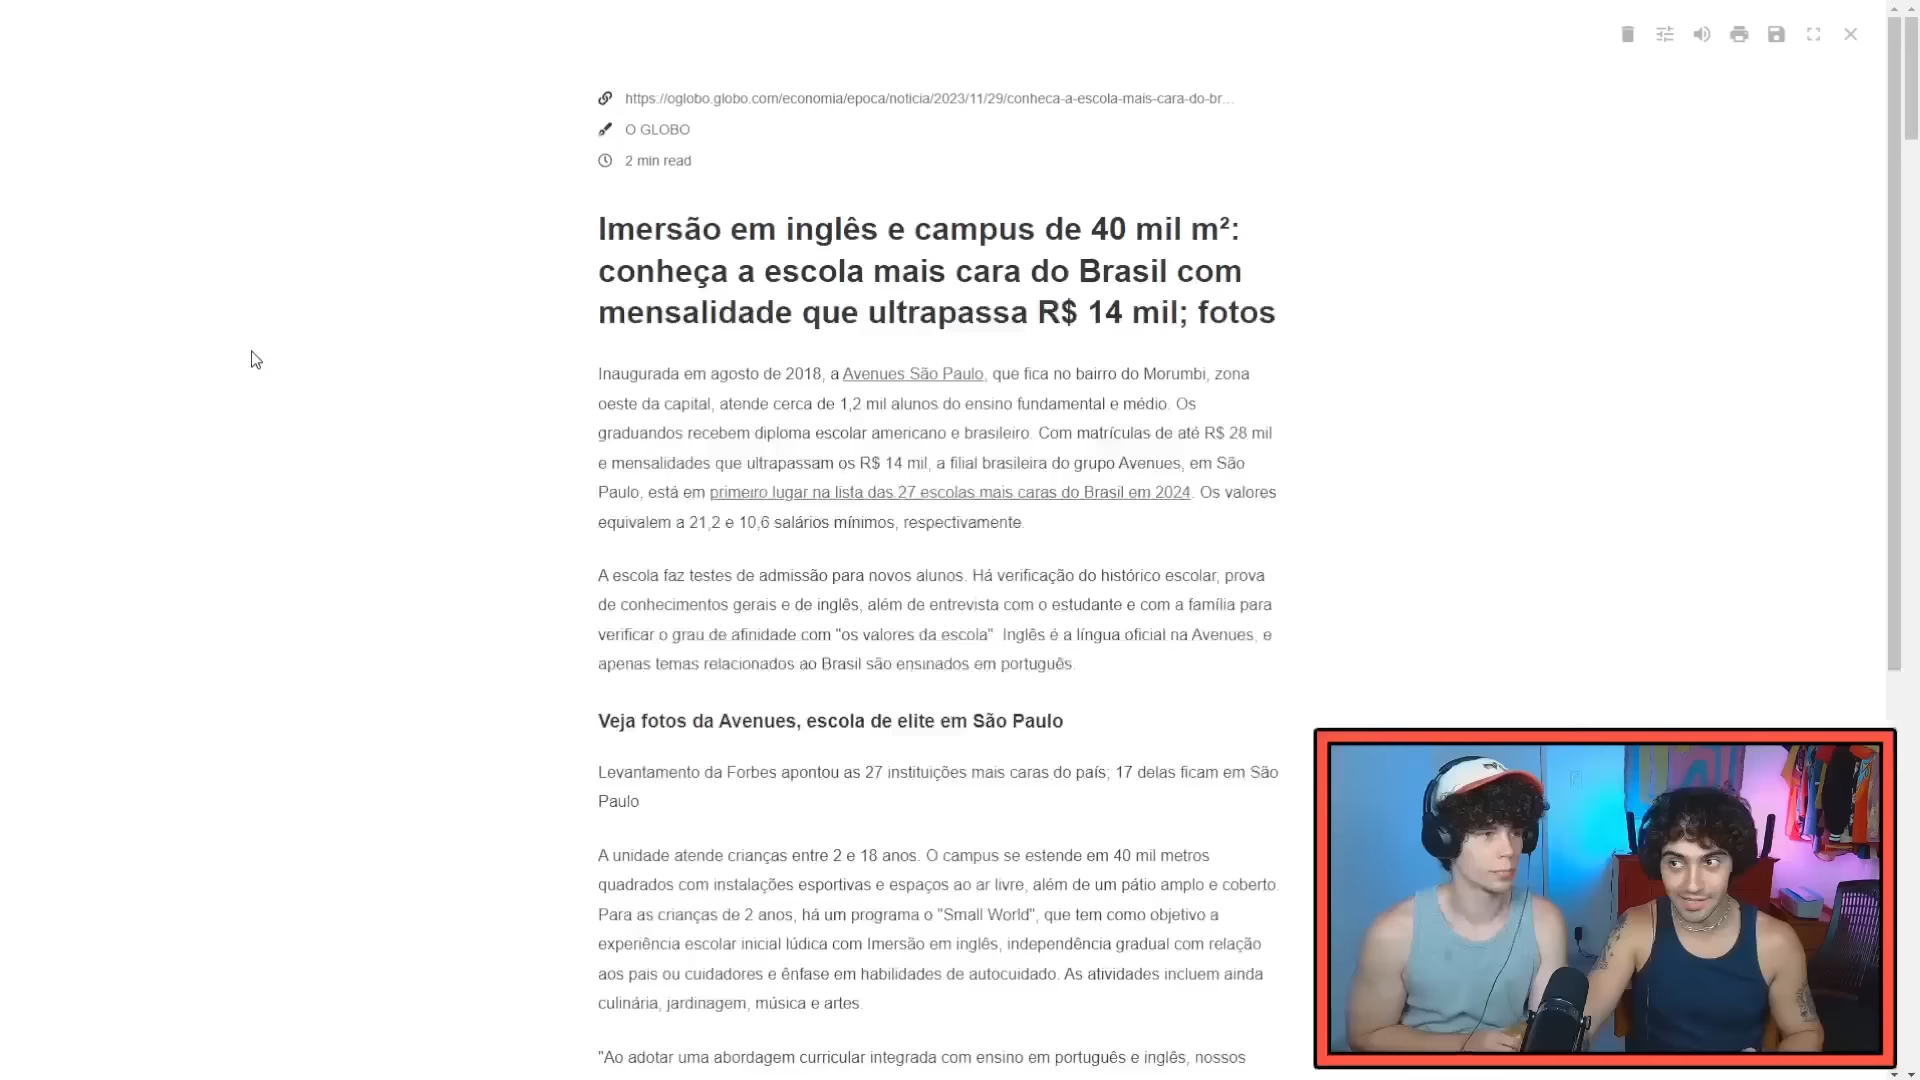 https://oglobo.globo.com/economia/epoca/noticia/2023/11/29/conheca-a-escola-mais-cara-do-br...
O GLOBO
2 min read
Imersão em inglês e campus de 40 mil m²:
conheça a escola mais cara do Brasil com
mensalidade que ultrapassa R$ 14 mil; fotos
Inaugurada em agosto de 2018, a Avenues São Paulo, que fica no bairro do Morumbi, zona
oeste da capital, atende cerca de 1,2 mil alunos do ensino fundamental e médio. Os
graduandos recebem diploma escolar americano e brasileiro. Com matrículas de até R$ 28 mil
e mensalidades que ultrapassam os R$ 14 mil, a filial brasileira do grupo Avenues, em São
Paulo, está em primeiro lugar na lista das 27 escolas mais caras do Brasil em 2024. Os valores
equivalem a 21,2 e 10,6 salários mínimos, respectivamente.
A escola faz testes de admissão para novos alunos. Há verificação do histórico escolar, prova
de conhecimentos gerais e de inglês, além de entrevista com o estudante e com a família para
verificar o grau de afinidade com "os valores da escola" Inglês é a língua oficial na Avenues, e
apenas temas relacionados ao Brasil são ensinados em português.
Veja fotos da Avenues, escola de elite em São Paulo
Levantamento da Forbes apontou as 27 instituições mais caras do país; 17 delas ficam em São
Paulo
A unidade atende crianças entre 2 e 18 anos. O campus se estende em 40 mil metros
quadrados com instalações esportivas e espaços ao ar livre, além de um pátio amplo e coberto.
Para as crianças de 2 anos, há um programa o "Small World", que tem como objetivo a
experiência escolar inicial lúdica com Imersão em inglês, independência gradual com relação
aos pais ou cuidadores e ênfase em habilidades de autocuidado. As atividades incluem ainda
culinária, jardinagem, música e artes.
"Ao adotar uma abordagem curricular integrada com ensino em português e inglês, nossos